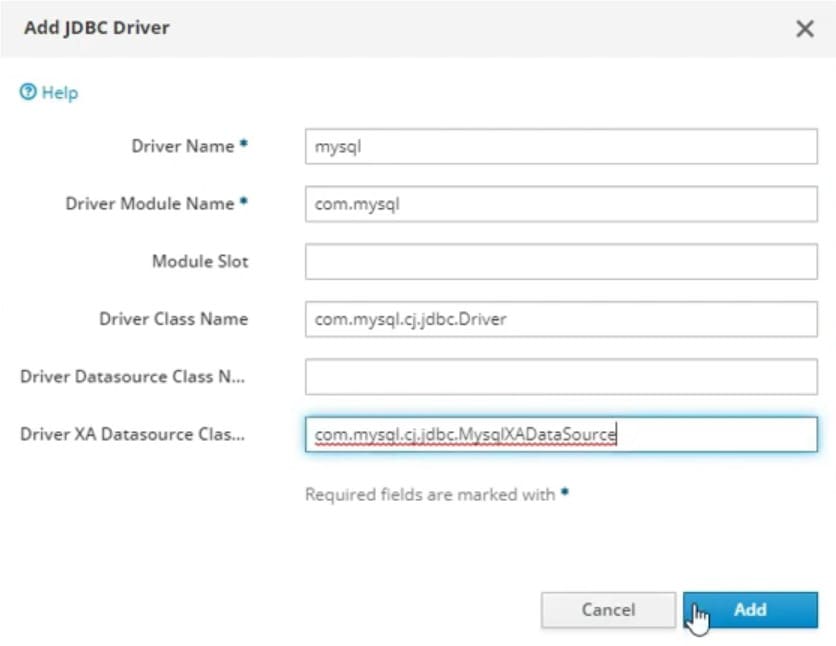 Add JDBC Driver
Help
Driver Name * mysql
Driver Module Name * com.mysql
Module Slot
Driver Class Name com.mysql.cj.jdbc.Driver
Driver Datasource Class N...
Driver XA Datasource Clas... com.mysql.cj.jdbc.MysqlXADataSource
Required fields are marked with *
Cancel Add